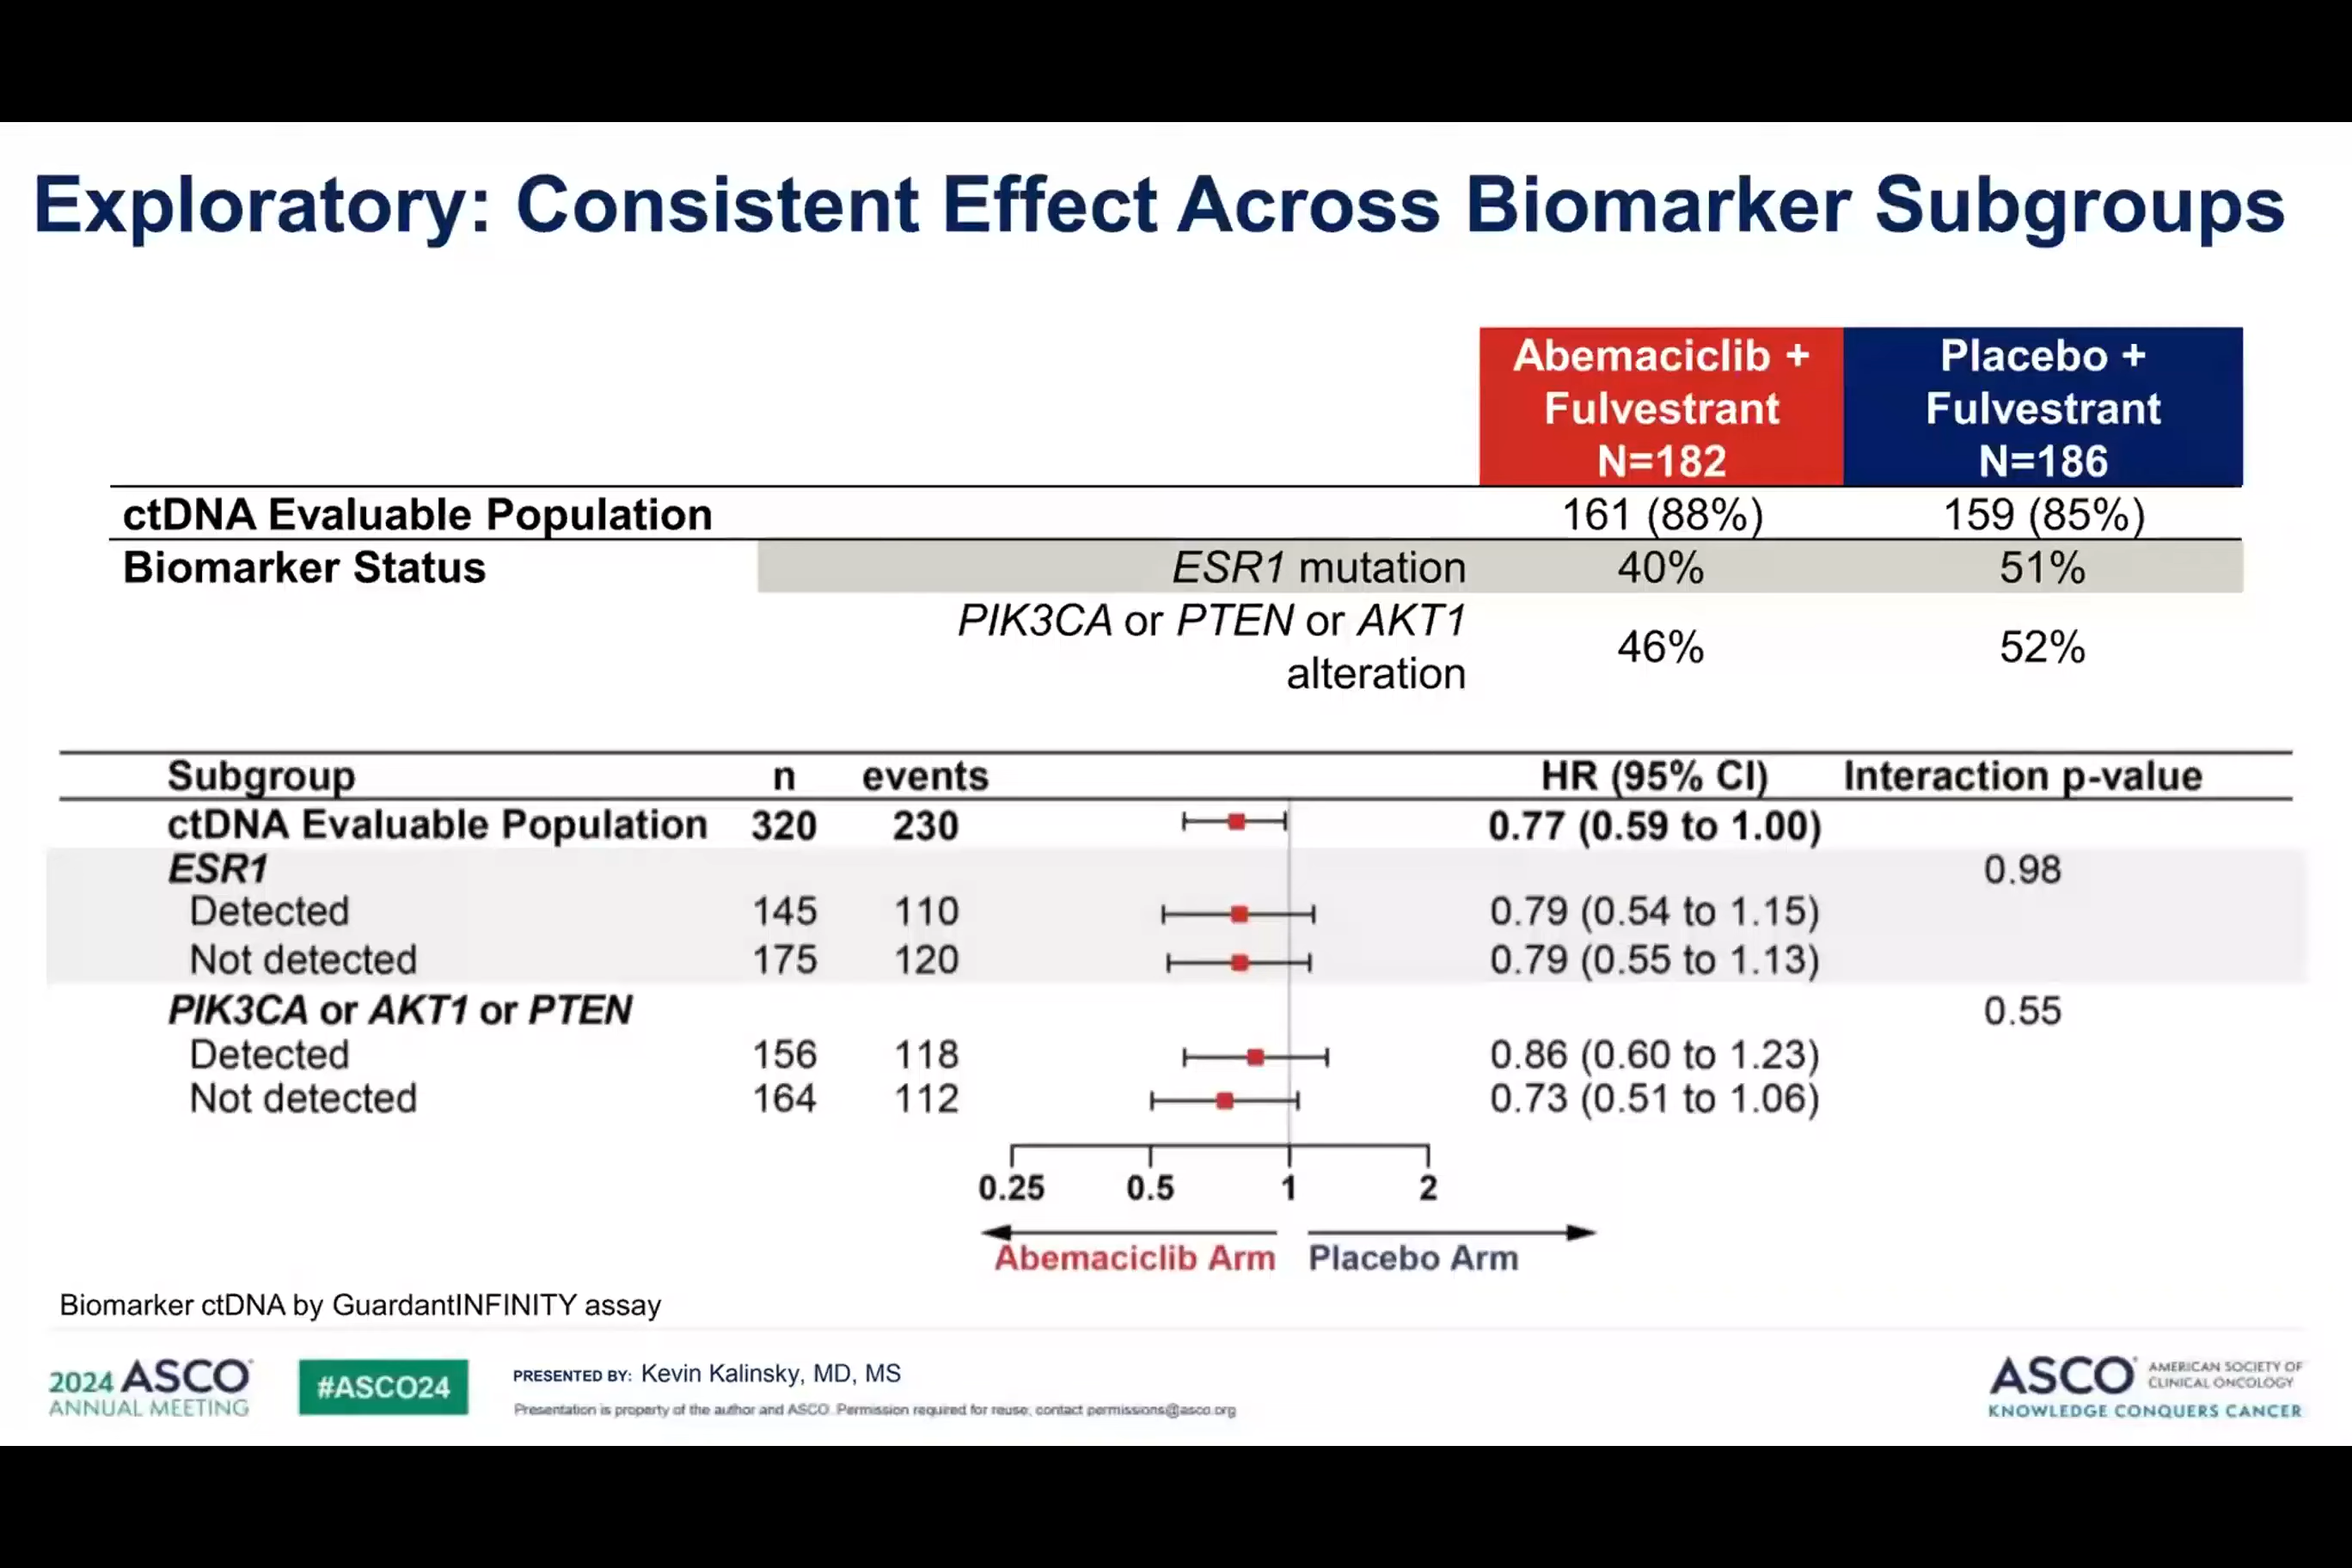 Exploratory: Consistent Effect Across Biomarker Subgroups
Abemaciclib + Fulvestrant N=182
Placebo + Fulvestrant N=186
ctDNA Evaluable Population 161 (88%) 159 (85%)
Biomarker Status ESR1 mutation 40% 51%
PIK3CA or PTEN or AKT1 alteration 46% 52%
Subgroup n events HR (95% CI) Interaction p-value
ctDNA Evaluable Population 320 230 0.77 (0.59 to 1.00)
ESR1 0.98
Detected 145 110 0.79 (0.54 to 1.15)
Not detected 175 120 0.79 (0.55 to 1.13)
PIK3CA or AKT1 or PTEN 0.55
Detected 156 118 0.86 (0.60 to 1.23)
Not detected 164 112 0.73 (0.51 to 1.06)
0.25 0.5 1 2
Abemaciclib Arm Placebo Arm
Biomarker ctDNA by GuardantINFINITY assay
2024 ASCO
ANNUAL MEETING
#ASCO24
PRESENTED BY: Kevin Kalinsky, MD, MS
Presentation is property of the author and ASCO. Permission required for reuse; contact permissions@asco.org
ASCO AMERICAN SOCIETY OF
CLINICAL ONCOLOGY
KNOWLEDGE CONQUERS CANCER